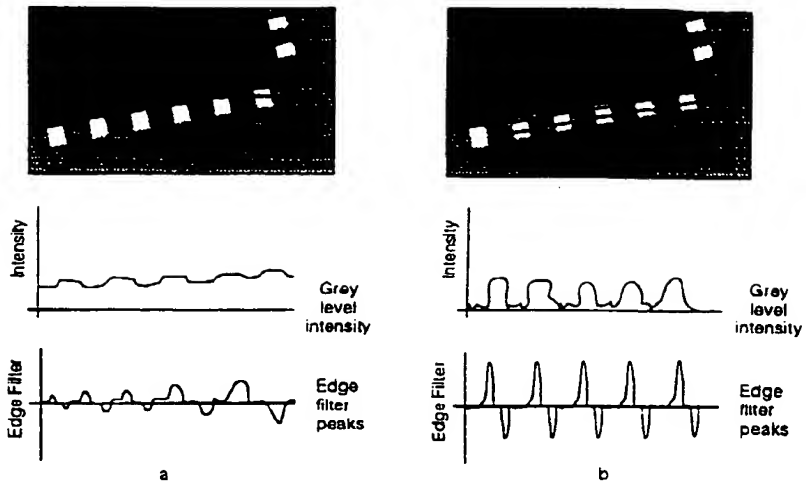 Intensity
Grey
level
intensity
Edge Filter
Edge
filter
peaks
a
Intensity
Grey
level
intensity
Edge Filter
Edge
filter
peaks
b